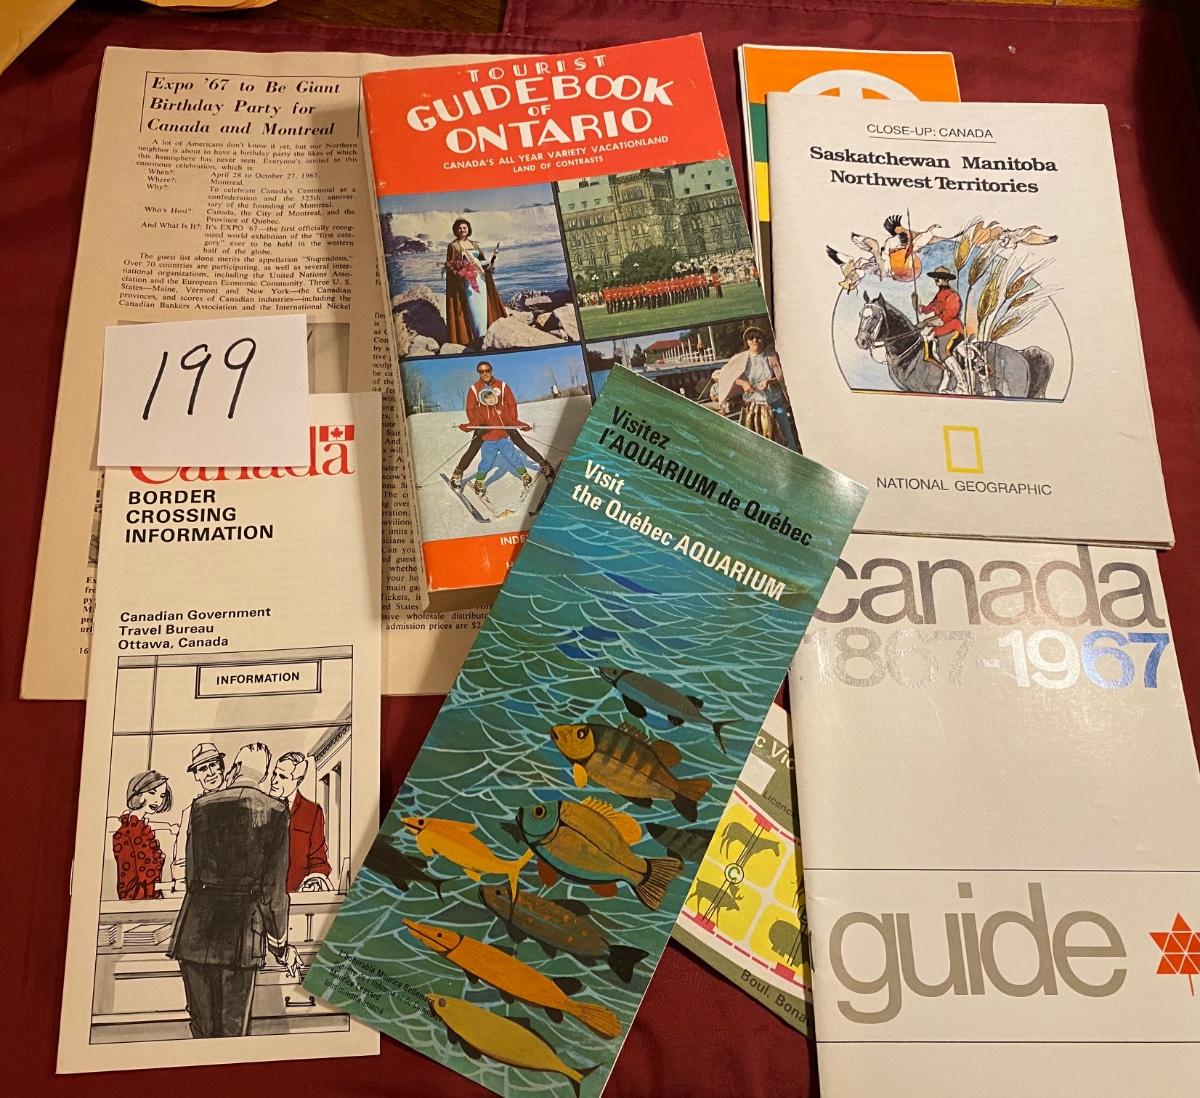 Expo '67 to Be Giant
Birthday Party for
Canada and Montreal
A lot of Americans don't know it yet, but our Northern
neighbor is about to have a birthday party the likes of which
this hemisphere has never seen. Everyone's invited to this
enormous celebration, which is:
When?: April 28 to October 27, 1967.
Where?: Montreal.
Why?: To celebrate Canada's Centennial as a
confederation and the 325th anniver-
sary of the founding of Montreal.
Who's Host?: Canada, the City of Montreal, and the
Province of Quebec.
And What Is It?: It's EXPO '67—the first officially recog-
nized world exhibition of the "first cate-
gory" ever to be held in the western
half of the globe.
The guest list alone merits the appellation "Stupendous."
Over 70 countries are participating, as well as several inter-
national organizations, including the United Nations Asso-
ciation and the European Economic Community. Three U. S.
States—Maine, Vermont and New York—the Canadian
provinces, and scores of Canadian industries—including the
Canadian Bankers Association and the International Nickel
199
Canada
BORDER
CROSSING
INFORMATION
Canadian Government
Travel Bureau
Ottawa, Canada
INFORMATION
TOURIST
GUIDEBOOK
OF
ONTARIO
CANADA'S ALL YEAR VARIETY VACATIONLAND
LAND OF CONTRASTS
INDE
Visitez
l'AQUARIUM de Québec
Visit
the Québec AQUARIUM
l'honorable Maurice Bellemare
CLOSE-UP: CANADA
Saskatchewan Manitoba
Northwest Territories
NATIONAL GEOGRAPHIC
canada
1867-1967
guide
c Vic
Licenc
C
Boul. Bona